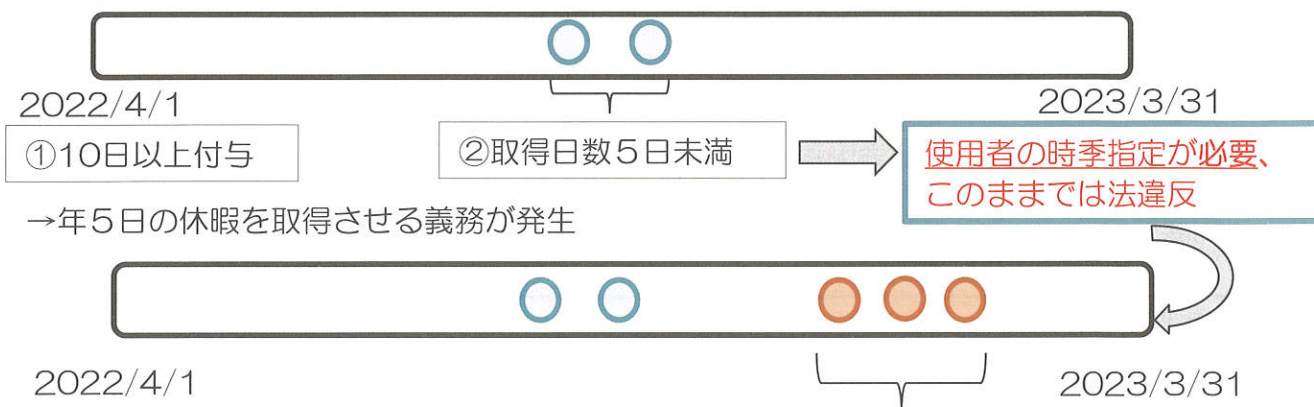 2022/4/1
2023/3/31
①10日以上付与
②取得日数5日未満
使用者の時季指定が必要、
このままでは法違反
→年5日の休暇を取得させる義務が発生
2022/4/1
2023/3/31